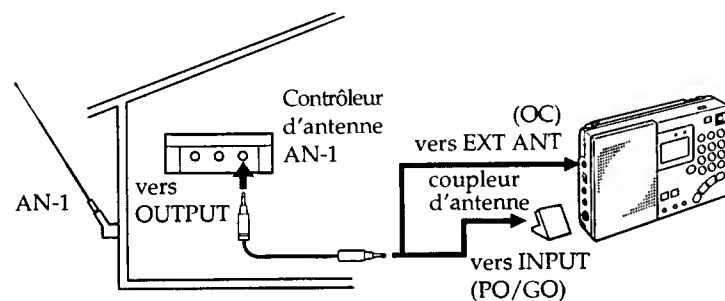 Contrôleur
d'antenne
AN-1
(OC)
vers EXT ANT
coupleur
d'antenne
AN-1
vers
OUTPUT
vers INPUT
(PO/GO)